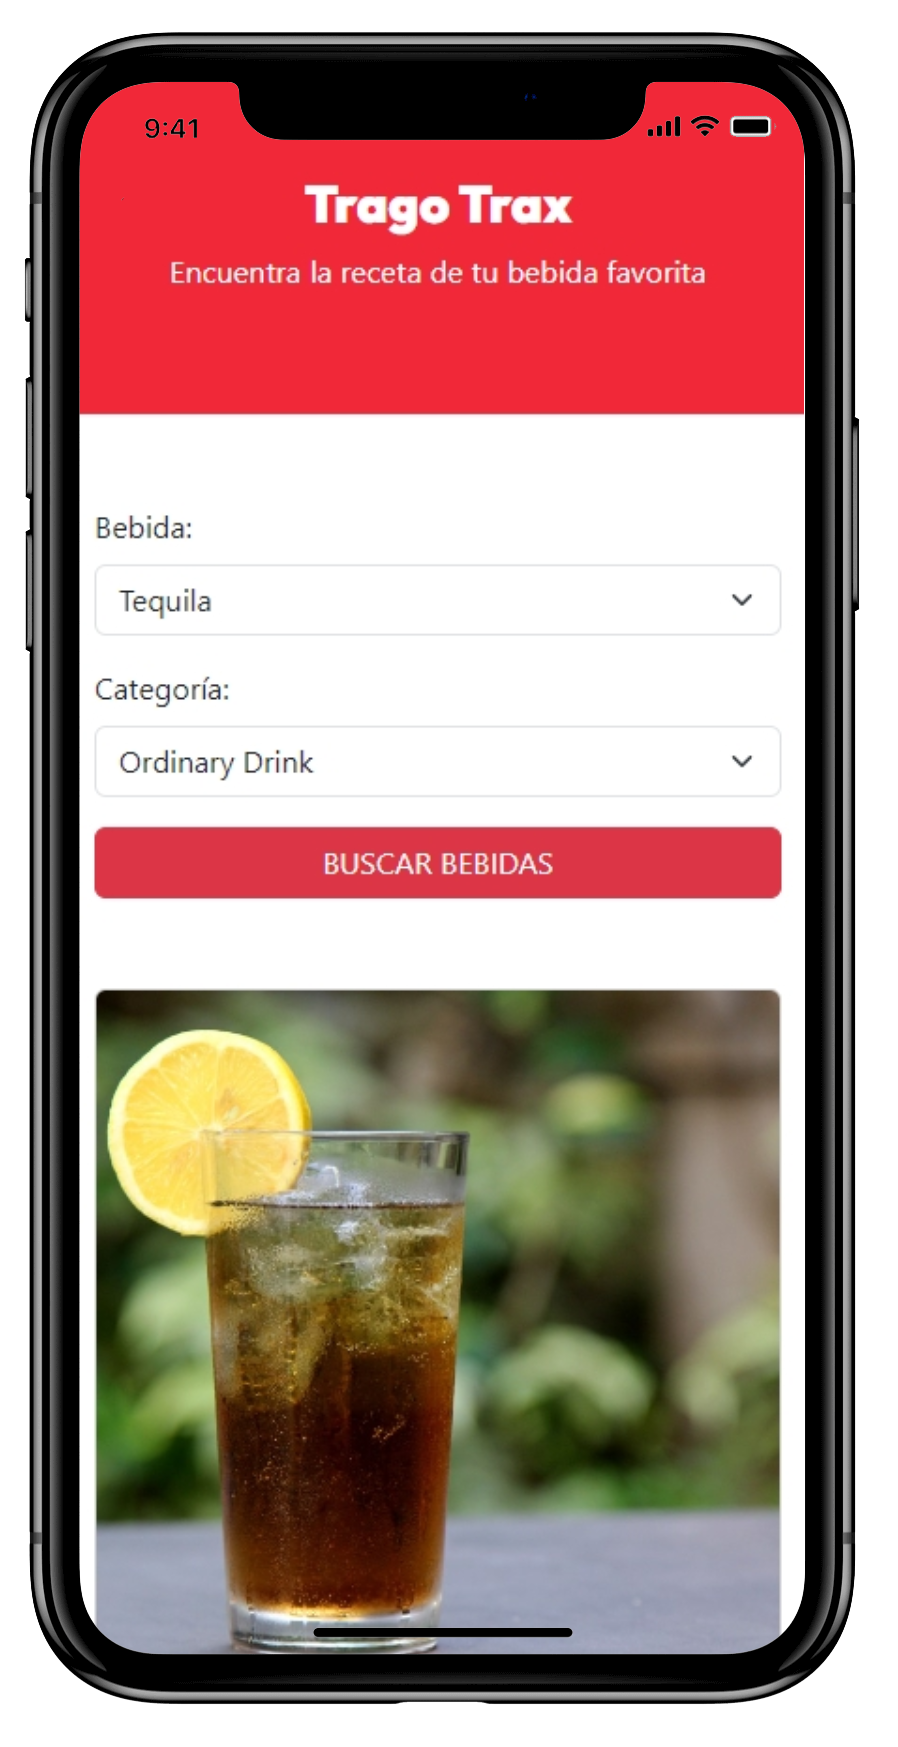 9:41
Trago Trax
Encuentra la receta de tu bebida favorita
Bebida:
Tequila
Categoría:
Ordinary Drink
BUSCAR BEBIDAS